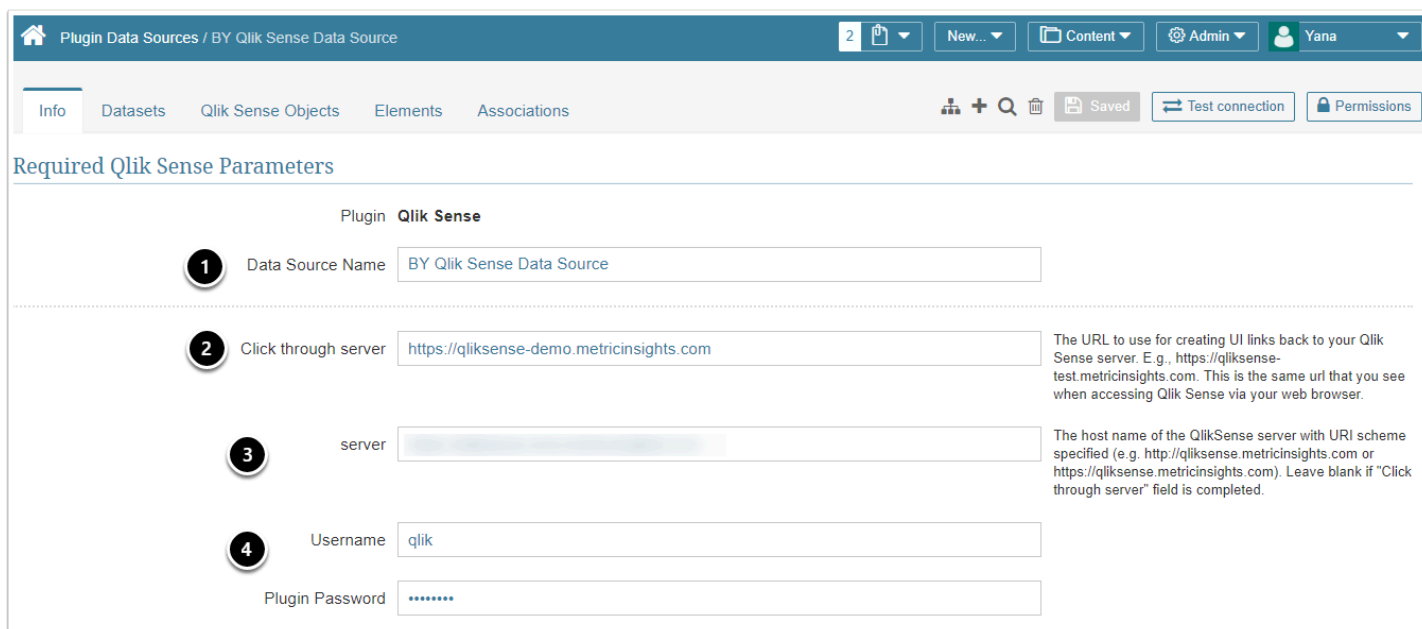 Plugin Data Sources / BY Qlik Sense Data Source
2
New...
Content
Admin
Yana
Info
Datasets
Qlik Sense Objects
Elements
Associations
Saved
Test connection
Permissions
Required Qlik Sense Parameters
Plugin Qlik Sense
1 Data Source Name BY Qlik Sense Data Source
2 Click through server https://qliksense-demo.metricinsights.com
The URL to use for creating UI links back to your Qlik
Sense server. E.g., https://qliksense-
test.metricinsights.com. This is the same url that you see
when accessing Qlik Sense via your web browser.
3 server
The host name of the QlikSense server with URI scheme
specified (e.g. http://qliksense.metricinsights.com or
https://qliksense.metricinsights.com). Leave blank if "Click
through server" field is completed.
4 Username qlik
Plugin Password ••••••••